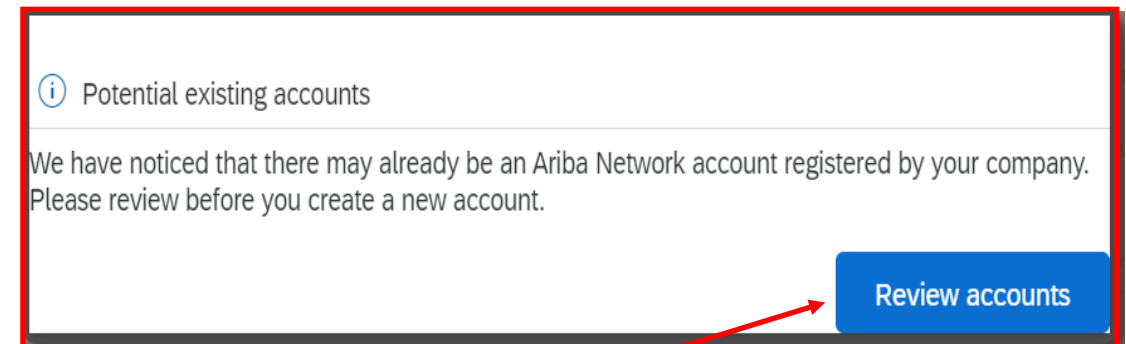 Potential existing accounts
We have noticed that there may already be an Ariba Network account registered by your company.
Please review before you create a new account.
Review accounts